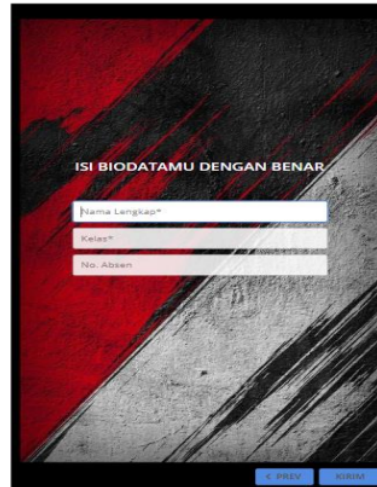 ISI BIODATAMU DENGAN BENAR
Nama Lengkap*
Kelas*
No. Absen
< PREV
KIRIM